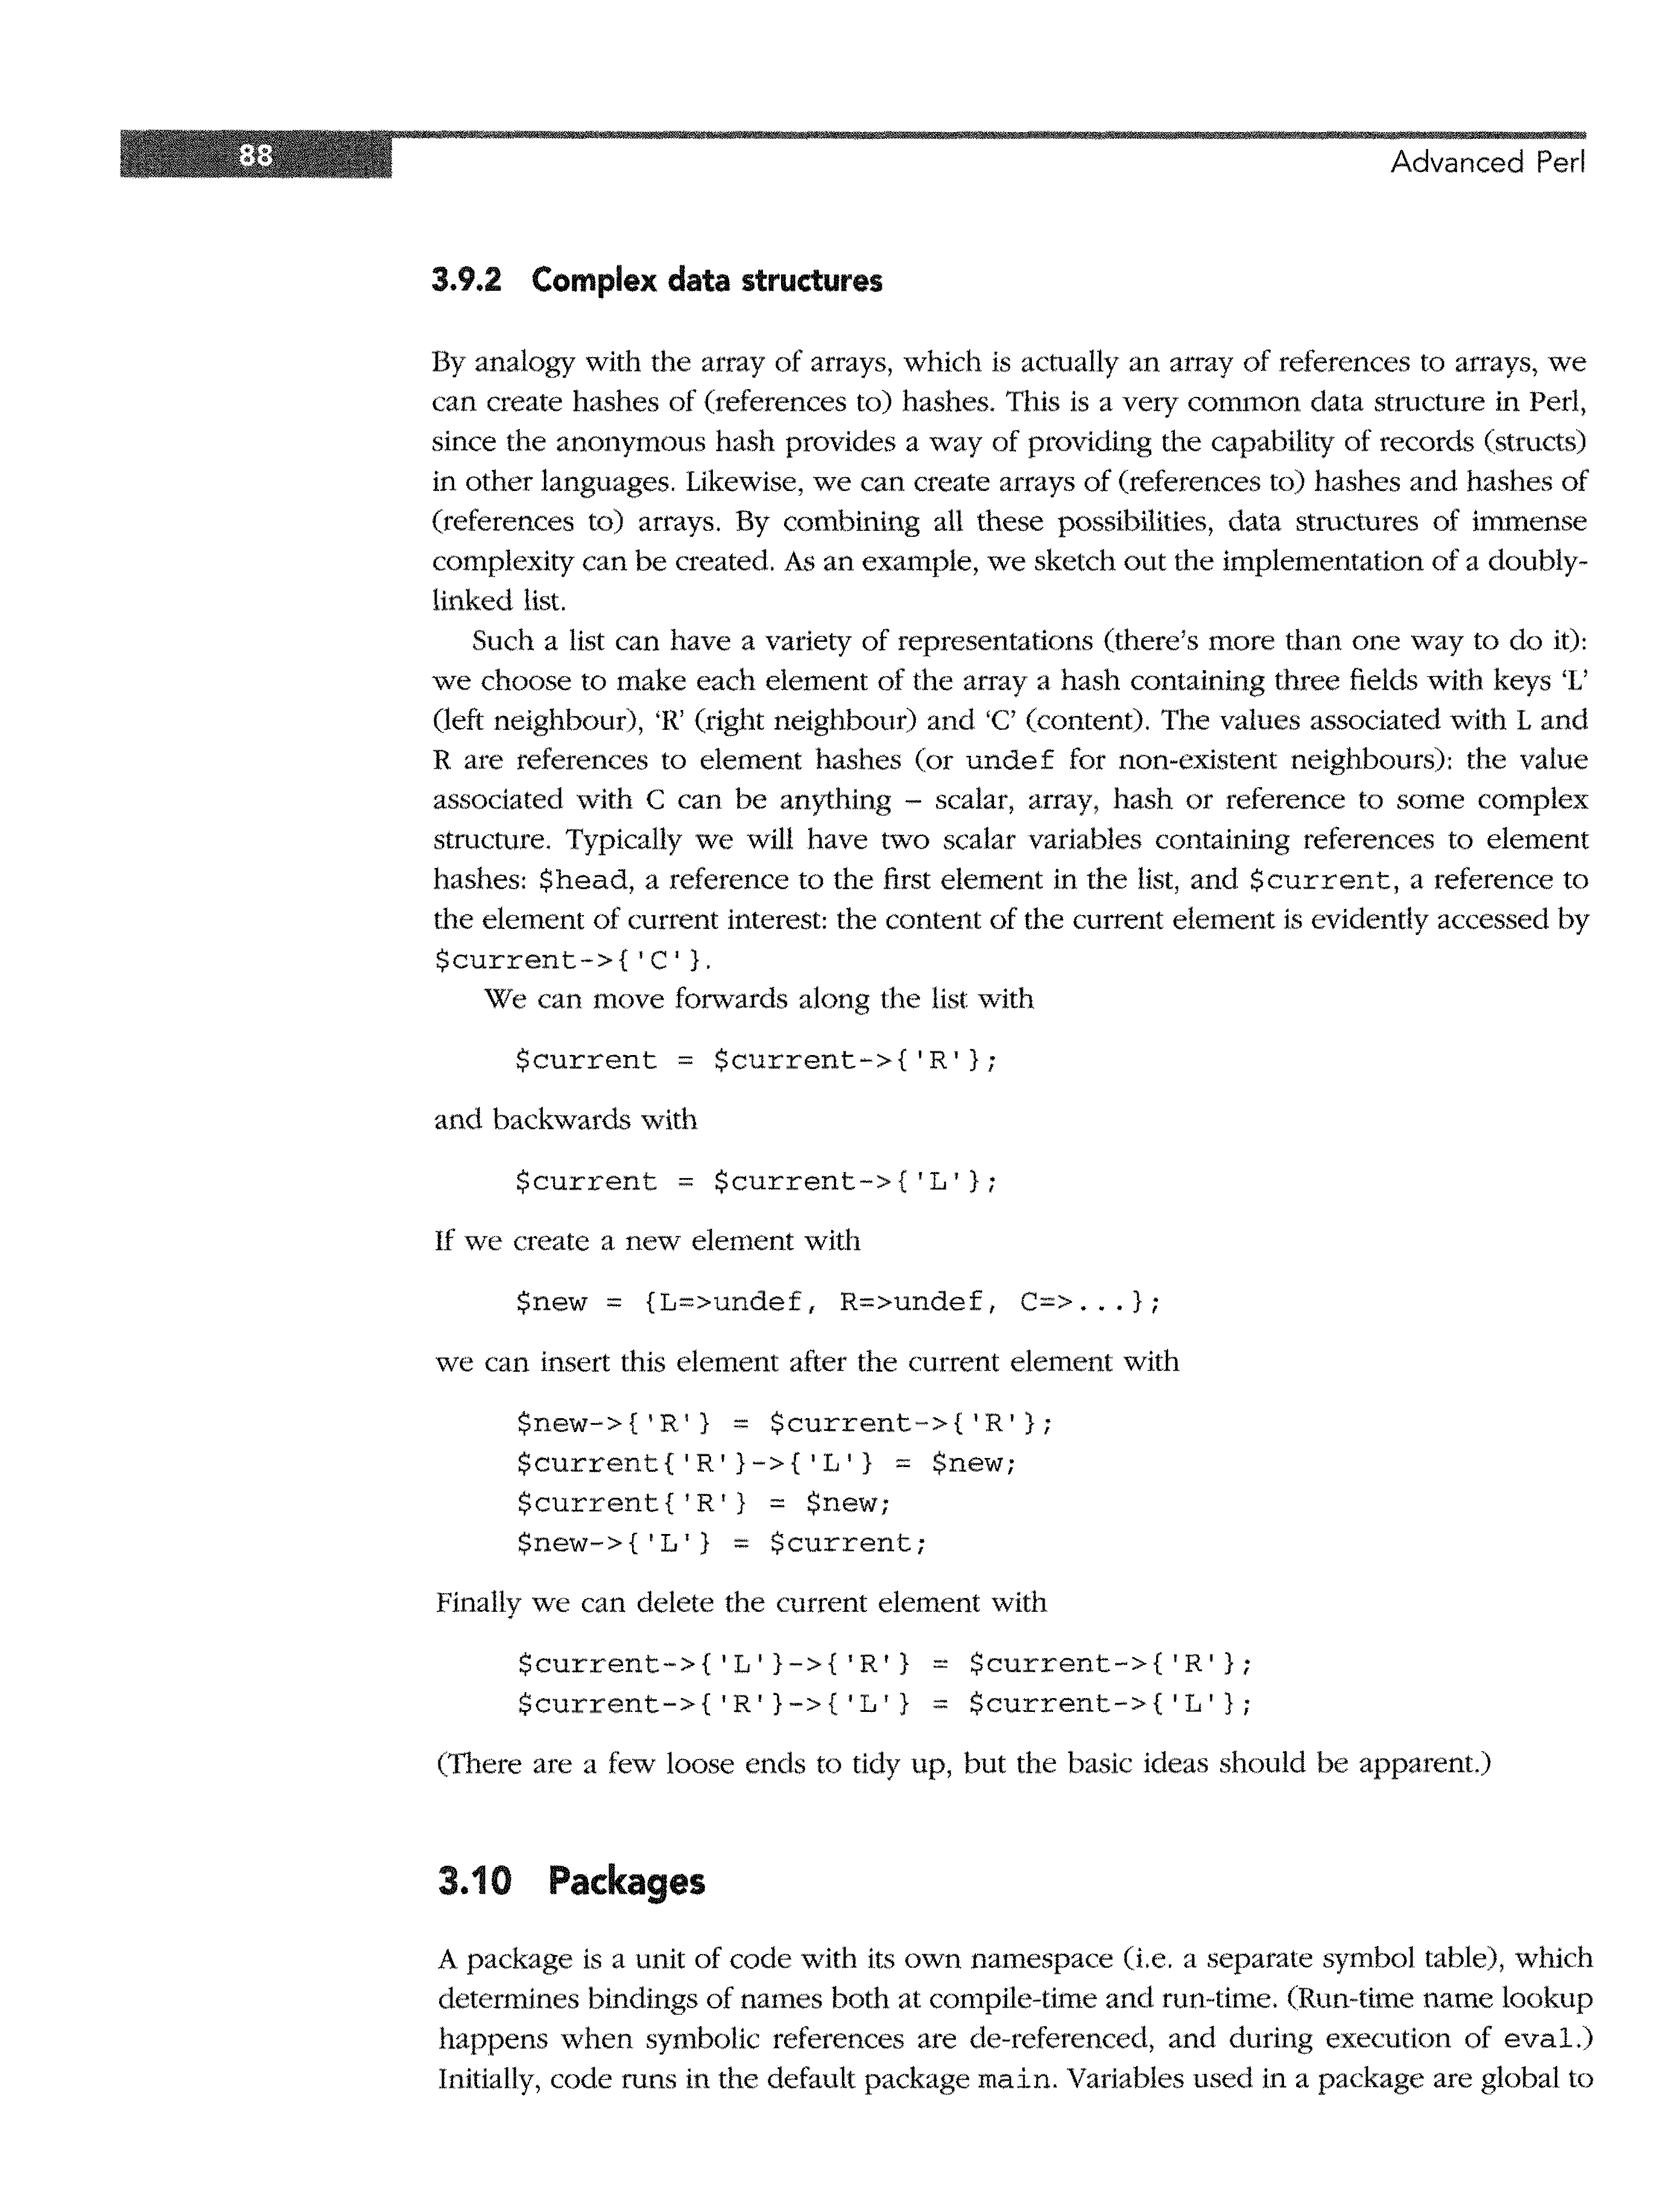 88
Advanced Perl
3.9.2 Complex data structures
By analogy with the array of arrays, which is actually an array of references to arrays, we
can create hashes of (references to) hashes. This is a very common data structure in Perl,
since the anonymous hash provides a way of providing the capability of records (structs)
in other languages. Likewise, we can create arrays of (references to) hashes and hashes of
(references to) arrays. By combining all these possibilities, data structures of immense
complexity can be created. As an example, we sketch out the implementation of a doubly-
linked list.
Such a list can have a variety of representations (there's more than one way to do it):
we choose to make each element of the array a hash containing three fields with keys ‘L’
(left neighbour), ‘R’ (right neighbour) and ‘C’ (content). The values associated with L and
R are references to element hashes (or undef for non-existent neighbours): the value
associated with C can be anything – scalar, array, hash or reference to some complex
structure. Typically we will have two scalar variables containing references to element
hashes: $head, a reference to the first element in the list, and $current, a reference to
the element of current interest: the content of the current element is evidently accessed by
$current->{'C'}.
We can move forwards along the list with
$current = $current->{'R'};
and backwards with
$current = $current->{'L'};
If we create a new element with
$new = {L=>undef, R=>undef, C=>...};
we can insert this element after the current element with
$new->{'R'} = $current->{'R'};
$current{'R'}->{'L'} = $new;
$current{'R'} = $new;
$new->{'L'} = $current;
Finally we can delete the current element with
$current->{'L'}->{'R'} = $current->{'R'};
$current->{'R'}->{'L'} = $current->{'L'};
(There are a few loose ends to tidy up, but the basic ideas should be apparent.)
3.10 Packages
A package is a unit of code with its own namespace (i.e. a separate symbol table), which
determines bindings of names both at compile-time and run-time. (Run-time name lookup
happens when symbolic references are de-referenced, and during execution of eval.)
Initially, code runs in the default package main. Variables used in a package are global to